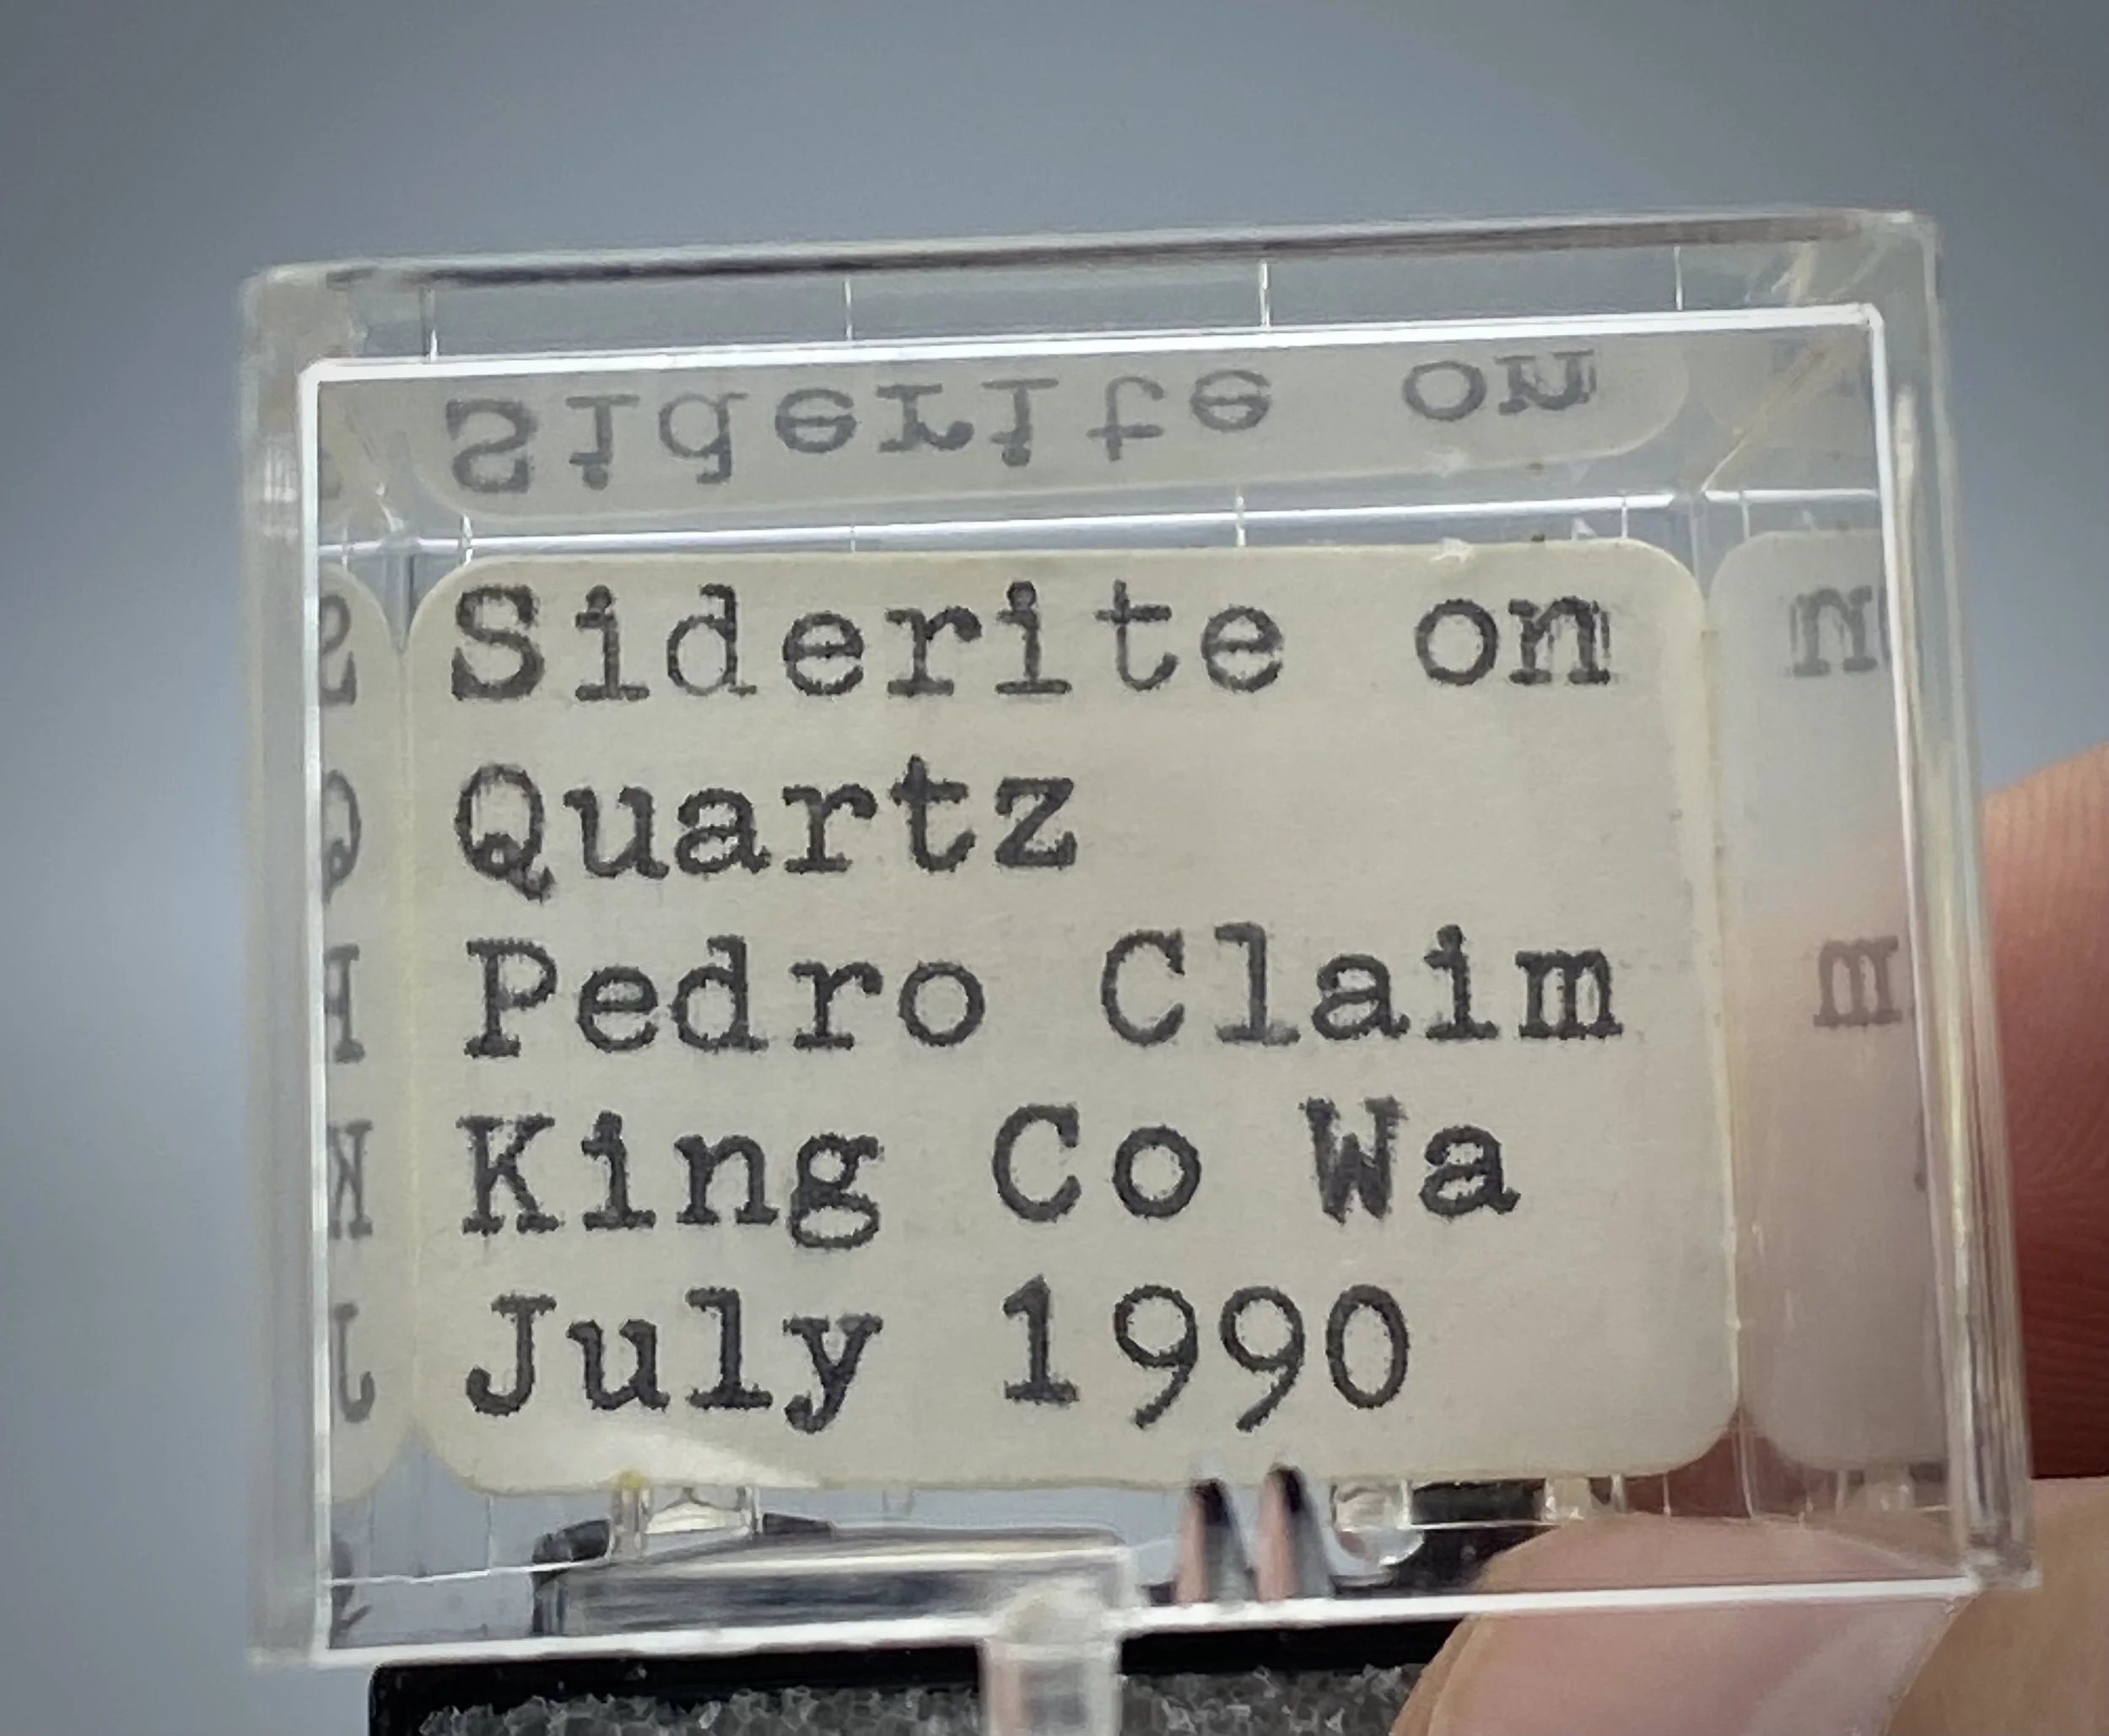 Siderite on
Quartz
Pedro Claim
King Co Wa
July 1990